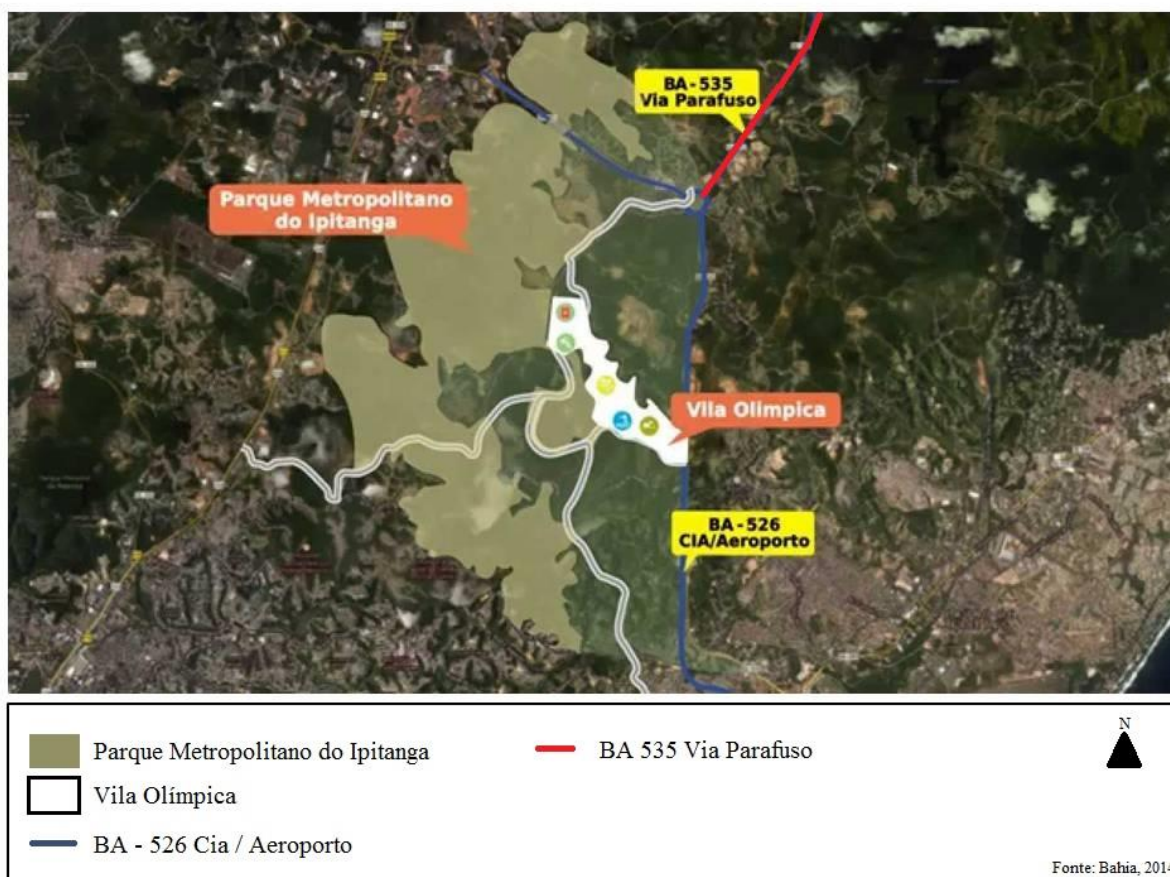 BA-535
Via Parafuso
Parque Metropolitano
do Ipitanga
Vila Olimpica
BA - 526
CIA/Aeroporto
Parque Metropolitano do Ipitanga
BA 535 Via Parafuso
N
Vila Olímpica
BA - 526 Cia / Aeroporto
Fonte: Bahia, 2014